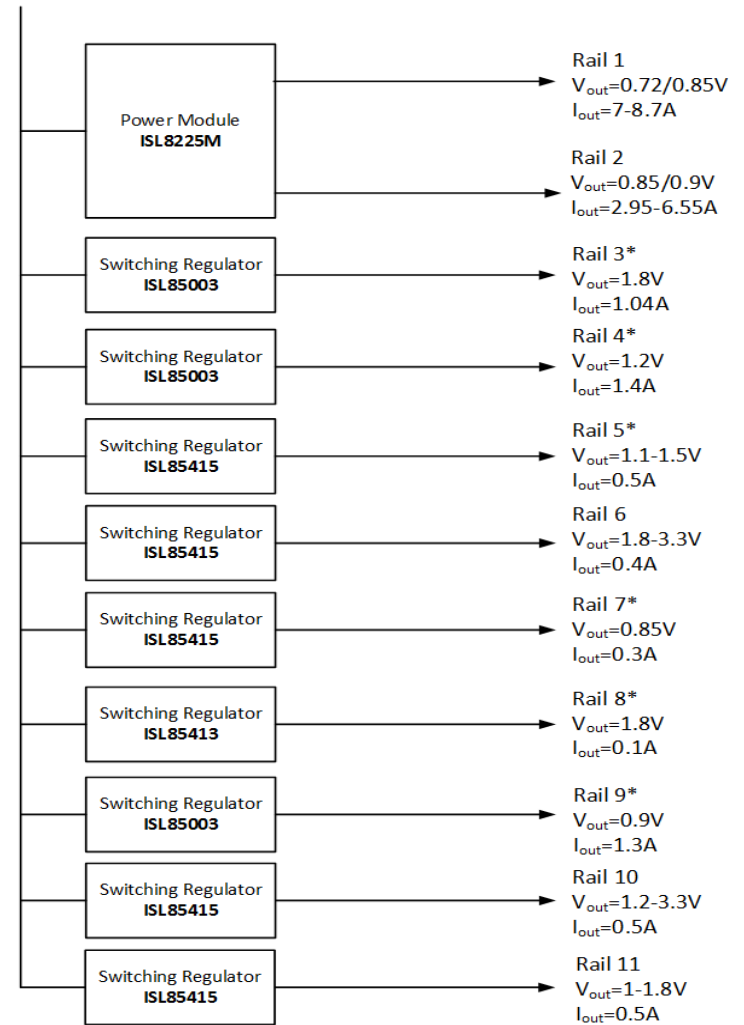 Power Module
ISL8225M
Rail 1
Vout=0.72/0.85V
Iout=7-8.7A
Rail 2
Vout=0.85/0.9V
Iout=2.95-6.55A
Switching Regulator
ISL85003
Rail 3*
Vout=1.8V
Iout=1.04A
Switching Regulator
ISL85003
Rail 4*
Vout=1.2V
Iout=1.4A
Switching Regulator
ISL85415
Rail 5*
Vout=1.1-1.5V
Iout=0.5A
Switching Regulator
ISL85415
Rail 6
Vout=1.8-3.3V
Iout=0.4A
Switching Regulator
ISL85415
Rail 7*
Vout=0.85V
Iout=0.3A
Switching Regulator
ISL85413
Rail 8*
Vout=1.8V
Iout=0.1A
Switching Regulator
ISL85003
Rail 9*
Vout=0.9V
Iout=1.3A
Switching Regulator
ISL85415
Rail 10
Vout=1.2-3.3V
Iout=0.5A
Switching Regulator
ISL85415
Rail 11
Vout=1-1.8V
Iout=0.5A